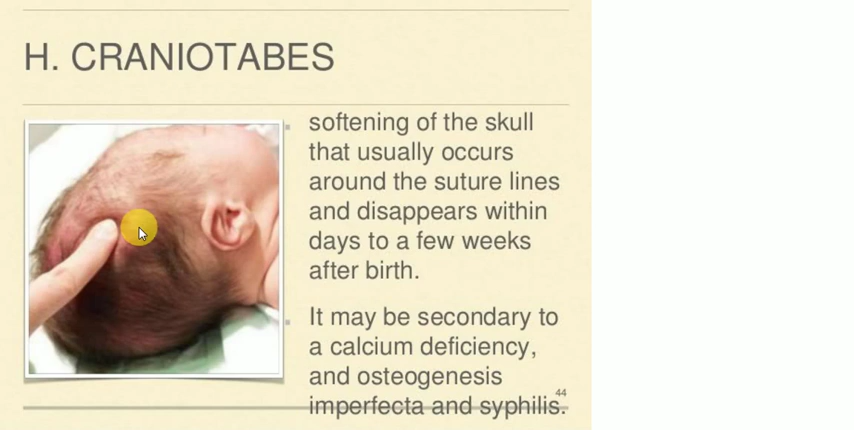 H. CRANIOTABES
softening of the skull
that usually occurs
around the suture lines
and disappears within
days to a few weeks
after birth.
It may be secondary to
a calcium deficiency,
and osteogenesis
imperfecta and syphilis.
44